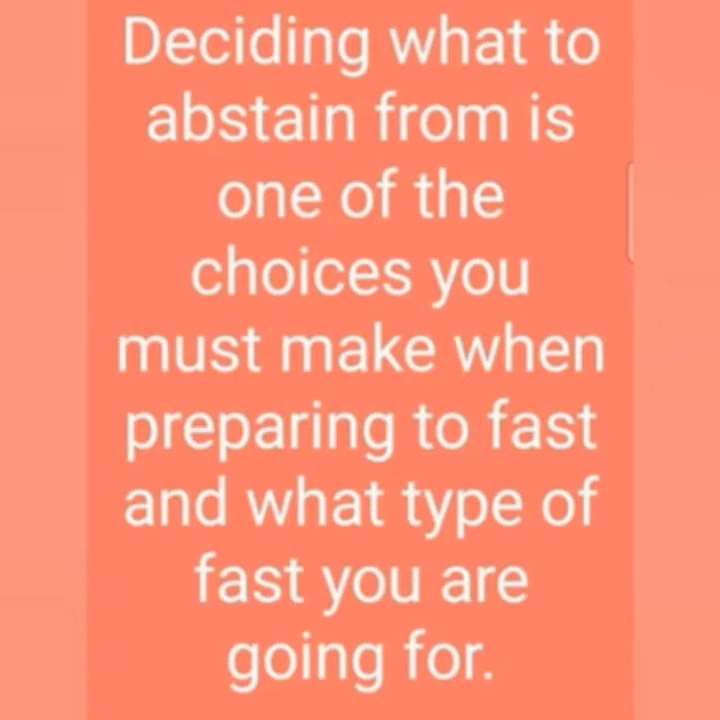 Deciding what to
abstain from is
one of the
choices you
must make when
preparing to fast
and what type of
fast you are
going for.